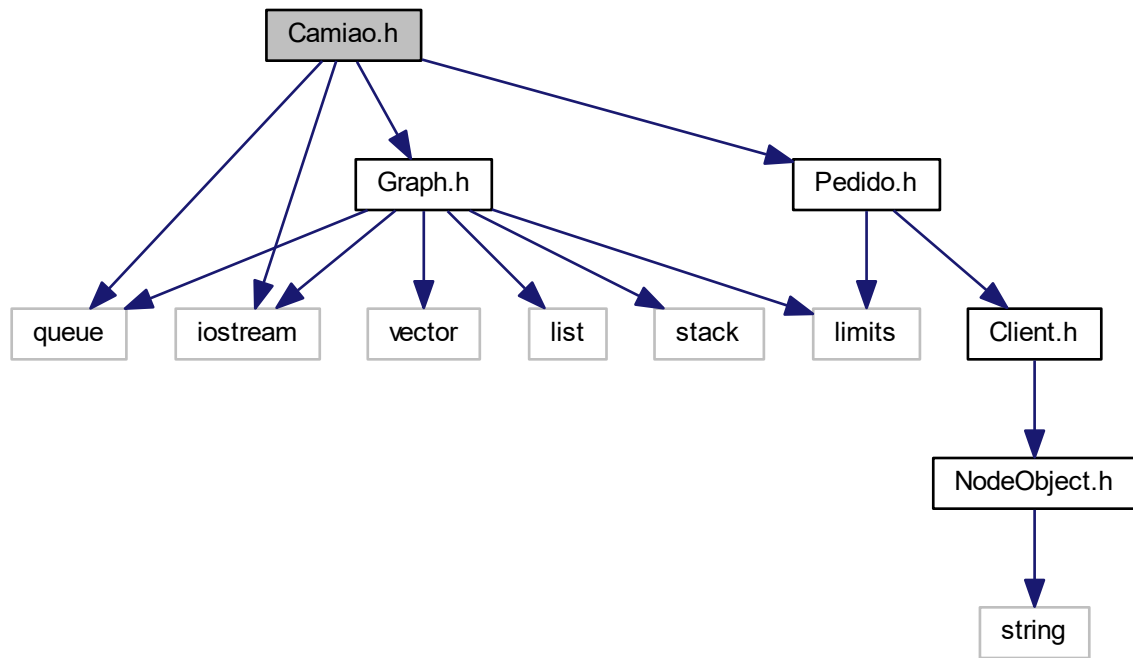 Camiao.h
Graph.h
Pedido.h
queue
iostream
vector
list
stack
limits
Client.h
NodeObject.h
string